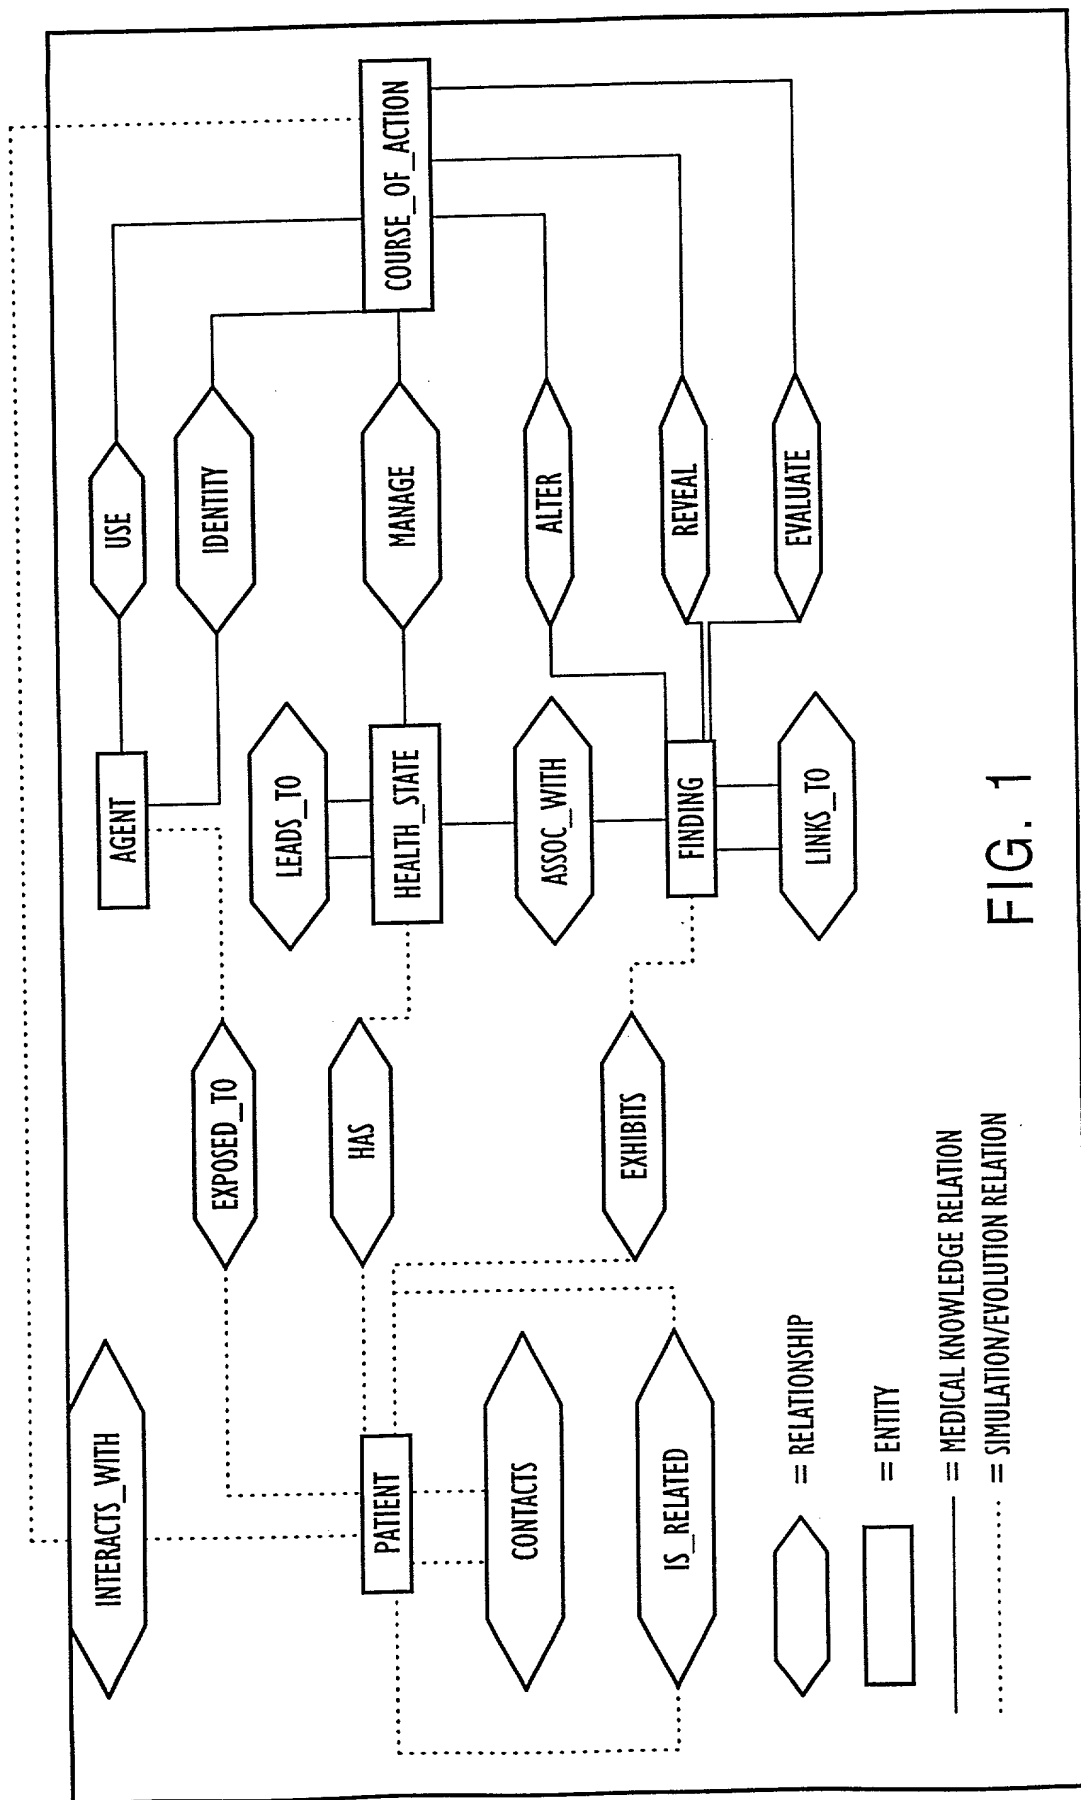 INTERACTS_WITH
EXPOSED_TO
AGENT
USE
IDENTITY
LEADS_TO
HAS
PATIENT
HEALTH_STATE
MANAGE
COURSE_OF_ACTION
CONTACTS
ASSOC_WITH
ALTER
IS_RELATED
EXHIBITS
FINDING
REVEAL
LINKS_TO
EVALUATE
= RELATIONSHIP
= ENTITY
= MEDICAL KNOWLEDGE RELATION
= SIMULATION/EVOLUTION RELATION
FIG. 1